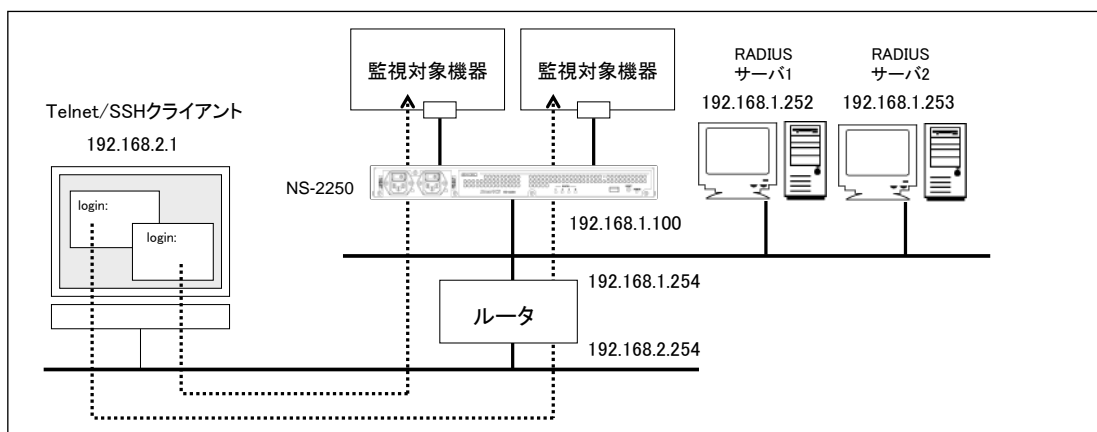 監視対象機器
監視対象機器
RADIUS
サーバ1
192.168.1.252
RADIUS
サーバ2
192.168.1.253
Telnet/SSHクライアント
192.168.2.1
login:
login:
NS-2250
192.168.1.100
192.168.1.254
ルータ
192.168.2.254